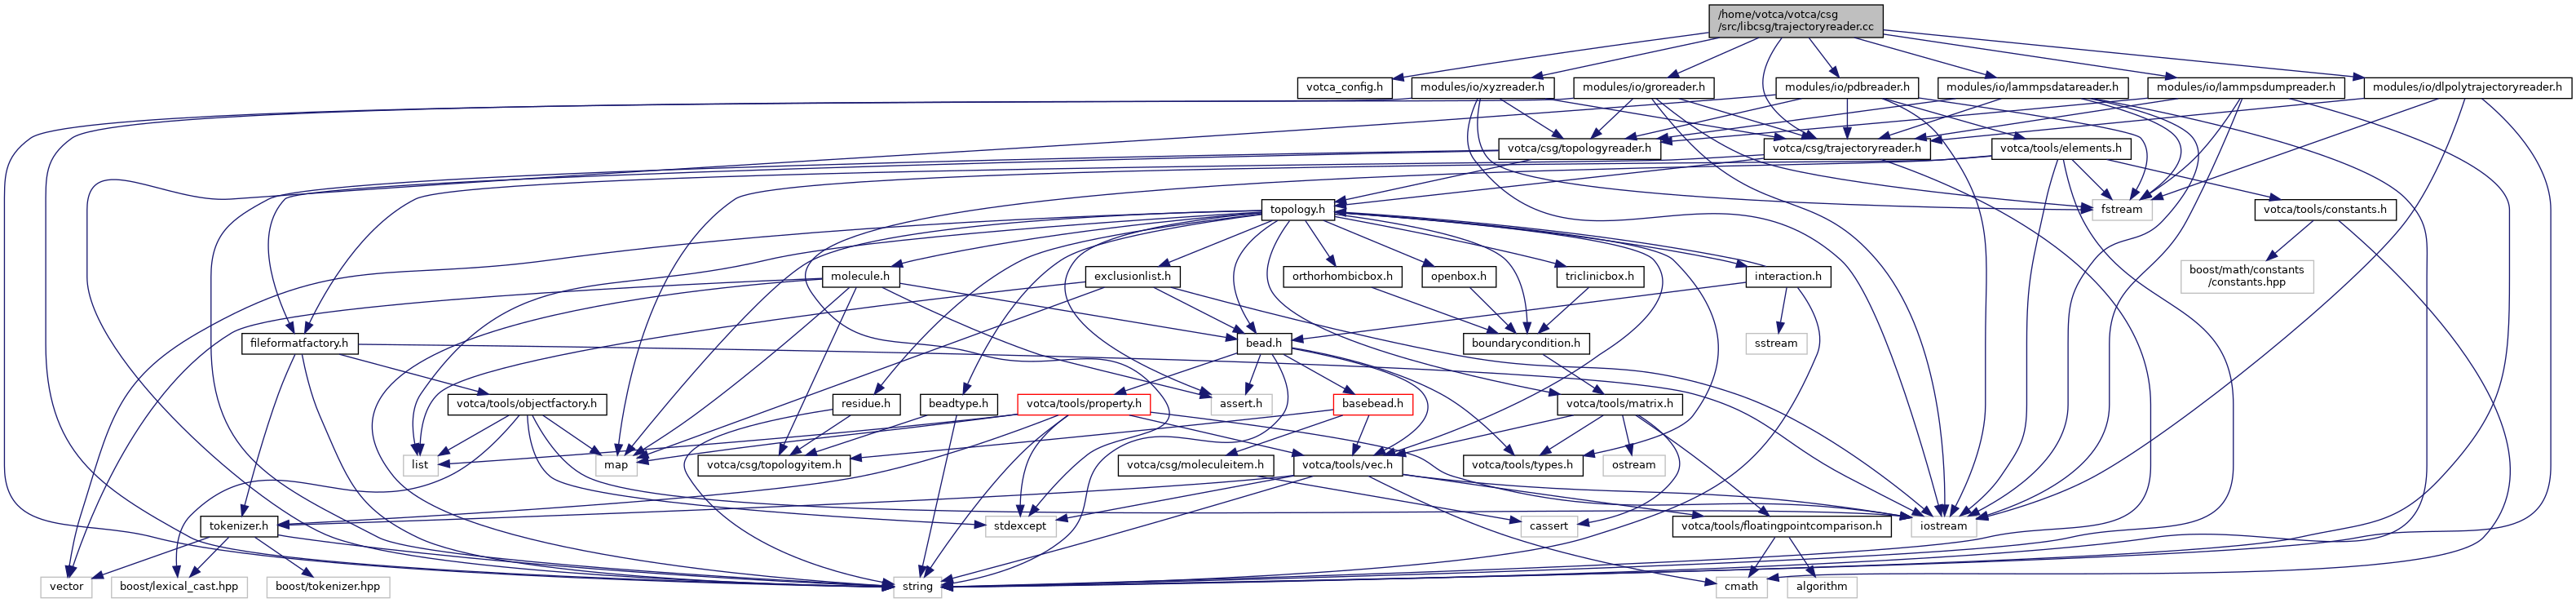 /home/votca/votca/csg
/src/libcsg/trajectoryreader.cc
votca_config.h
modules/io/xyzreader.h
modules/io/groreader.h
modules/io/pdbreader.h
modules/io/lammpsdatareader.h
modules/io/lammpsdumpreader.h
modules/io/dlpolytrajectoryreader.h
votca/csg/topologyreader.h
votca/csg/trajectoryreader.h
votca/tools/elements.h
topology.h
fstream
votca/tools/constants.h
molecule.h
exclusionlist.h
orthorhombicbox.h
openbox.h
triclinicbox.h
interaction.h
boost/math/constants
/constants.hpp
fileformatfactory.h
bead.h
boundarycondition.h
sstream
votca/tools/objectfactory.h
residue.h
beadtype.h
votca/tools/property.h
assert.h
basebead.h
votca/tools/matrix.h
list
map
votca/csg/topologyitem.h
votca/csg/moleculeitem.h
votca/tools/vec.h
votca/tools/types.h
ostream
tokenizer.h
stdexcept
cassert
votca/tools/floatingpointcomparison.h
iostream
vector
boost/lexical_cast.hpp
boost/tokenizer.hpp
string
cmath
algorithm